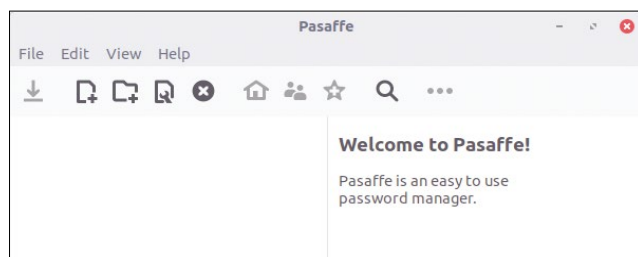 Pasaffe
File Edit View Help
Welcome to Pasaffe!
Pasaffe is an easy to use
password manager.